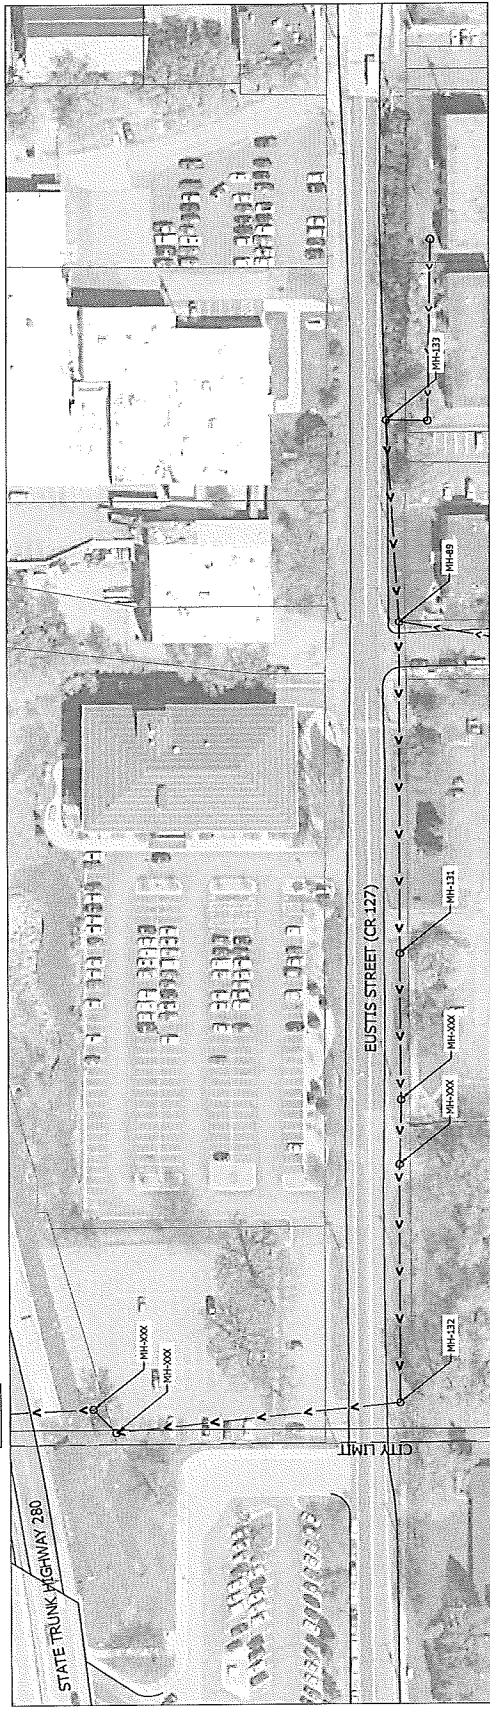 MH-133
MH-89
MH-131
EUSTIS STREET (CR 127)
MH-XXX
MH-XXX
MH-132
MH-XXX
MH-XXX
CITY LIMIT
STATE TRUNK HIGHWAY 280